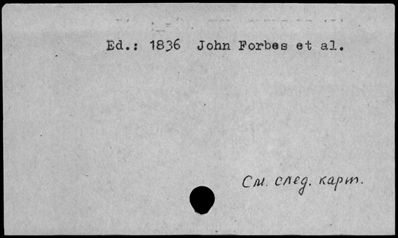 Ed.: 1836 John Forbes et al.
См. след. карт.